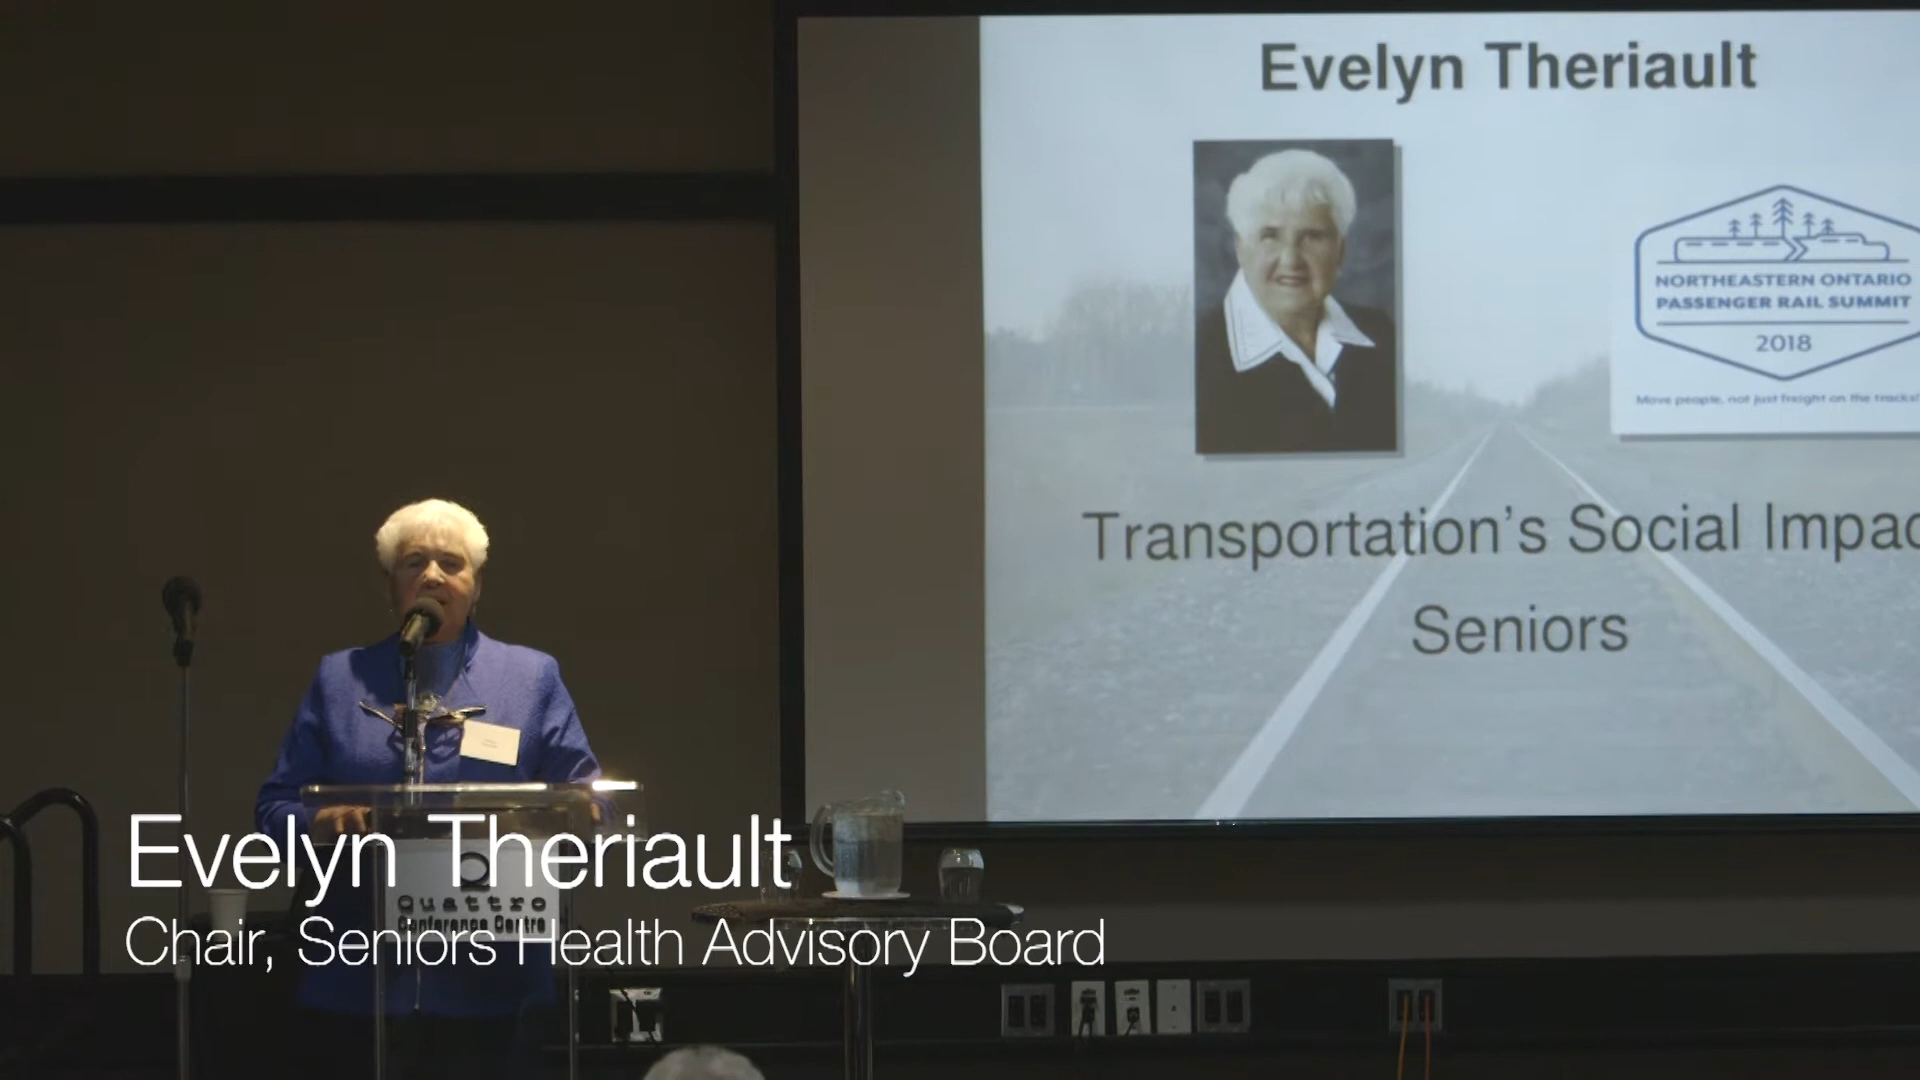 Evelyn Theriault
NORTHEASTERN ONTARIO
PASSENGER RAIL SUMMIT
2018
Move people, not just freight on the tracks!
Transportation's Social Impac
Seniors
Evelyn Theriault
Quattro
Conference Centre
Chair, Seniors Health Advisory Board